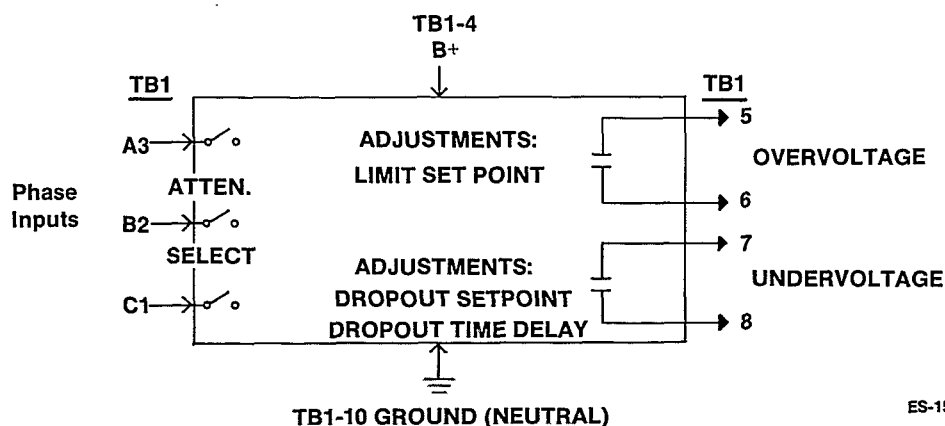 TB1-4
B+
TB1
TB1
A3
ADJUSTMENTS:
LIMIT SET POINT
5
OVERVOLTAGE
6
Phase
Inputs
ATTEN.
B2
SELECT
C1
ADJUSTMENTS:
DROPOUT SETPOINT
DROPOUT TIME DELAY
7
UNDERVOLTAGE
8
TB1-10 GROUND (NEUTRAL)